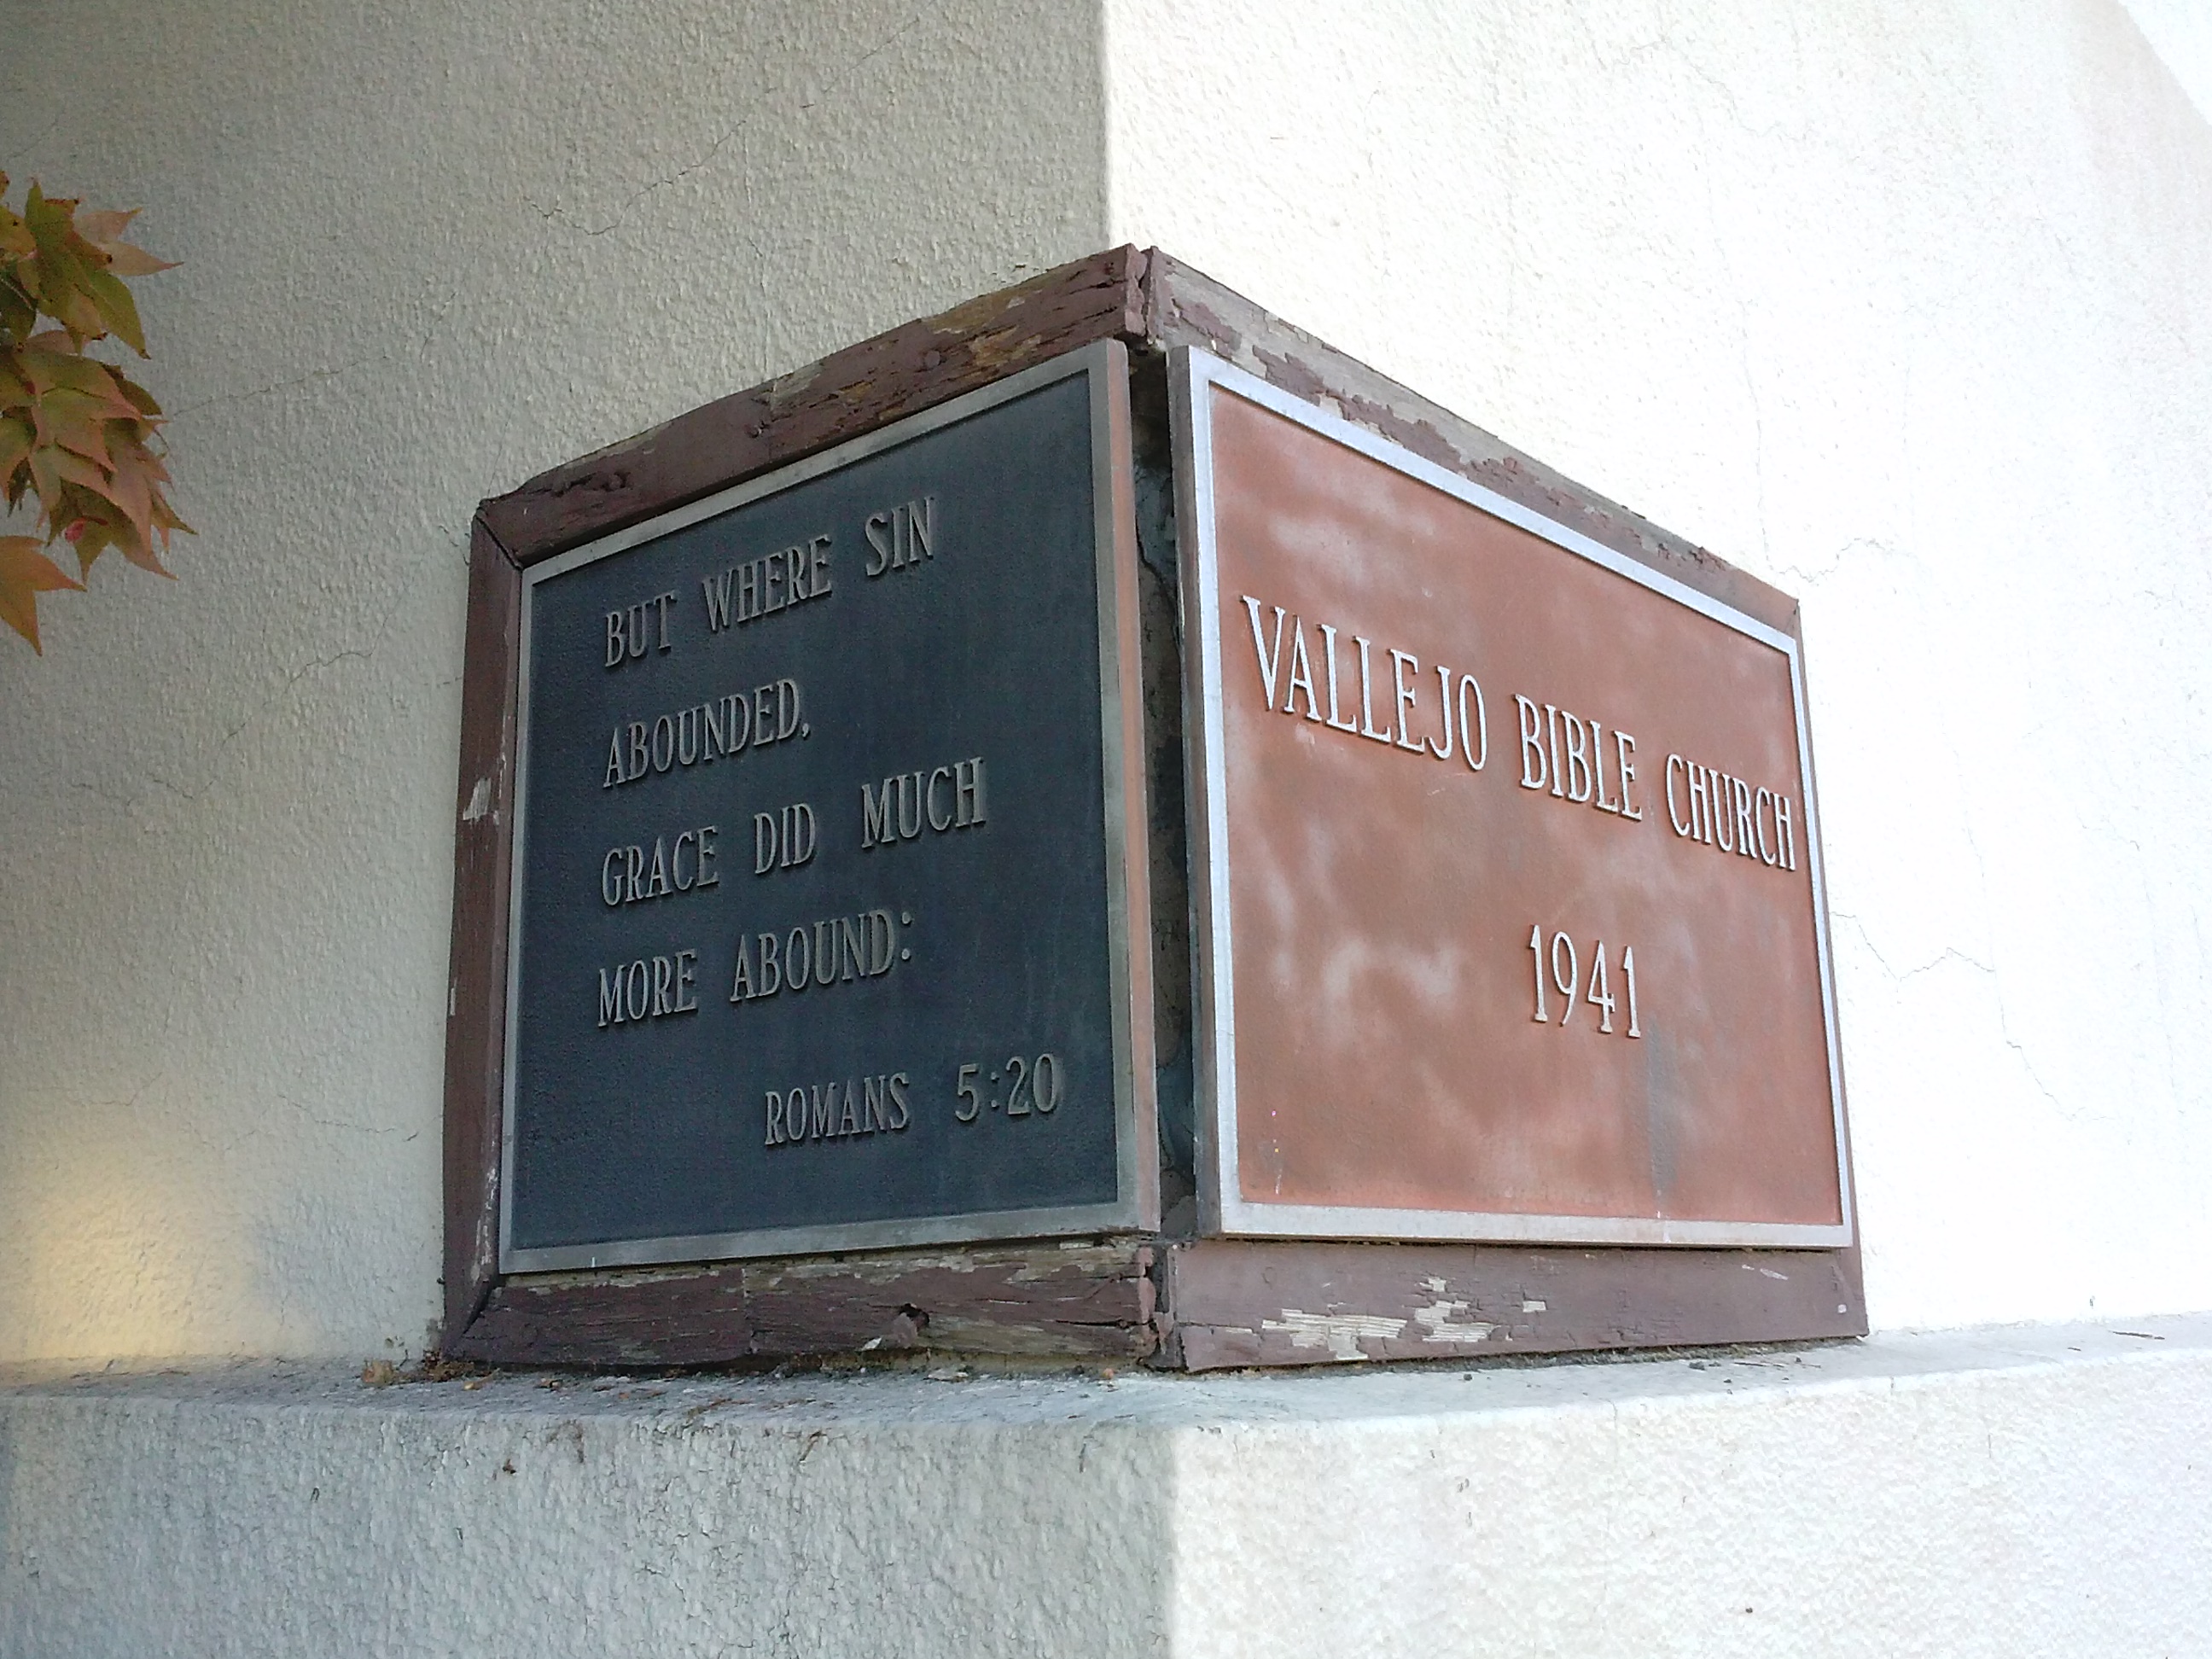 BUT WHERE SIN
ABOUNDED,
GRACE DID MUCH
MORE ABOUND:
ROMANS 5:20
VALLEJO BIBLE CHURCH
1941